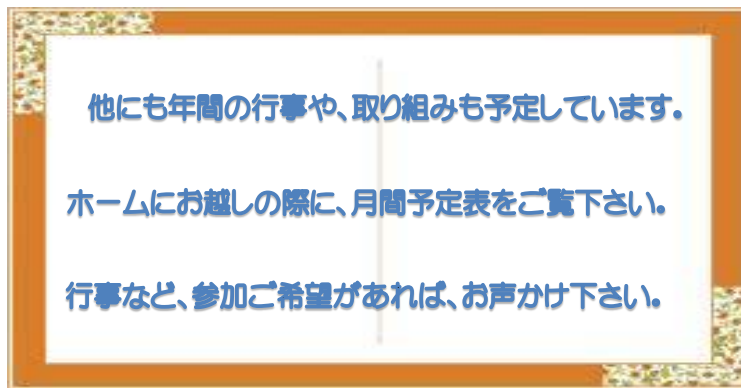 他にも年間の行事や、取り組みも予定しています。
ホームにお越しの際に、月間予定表をご覧下さい。
行事など、参加ご希望があれば、お声かけ下さい。